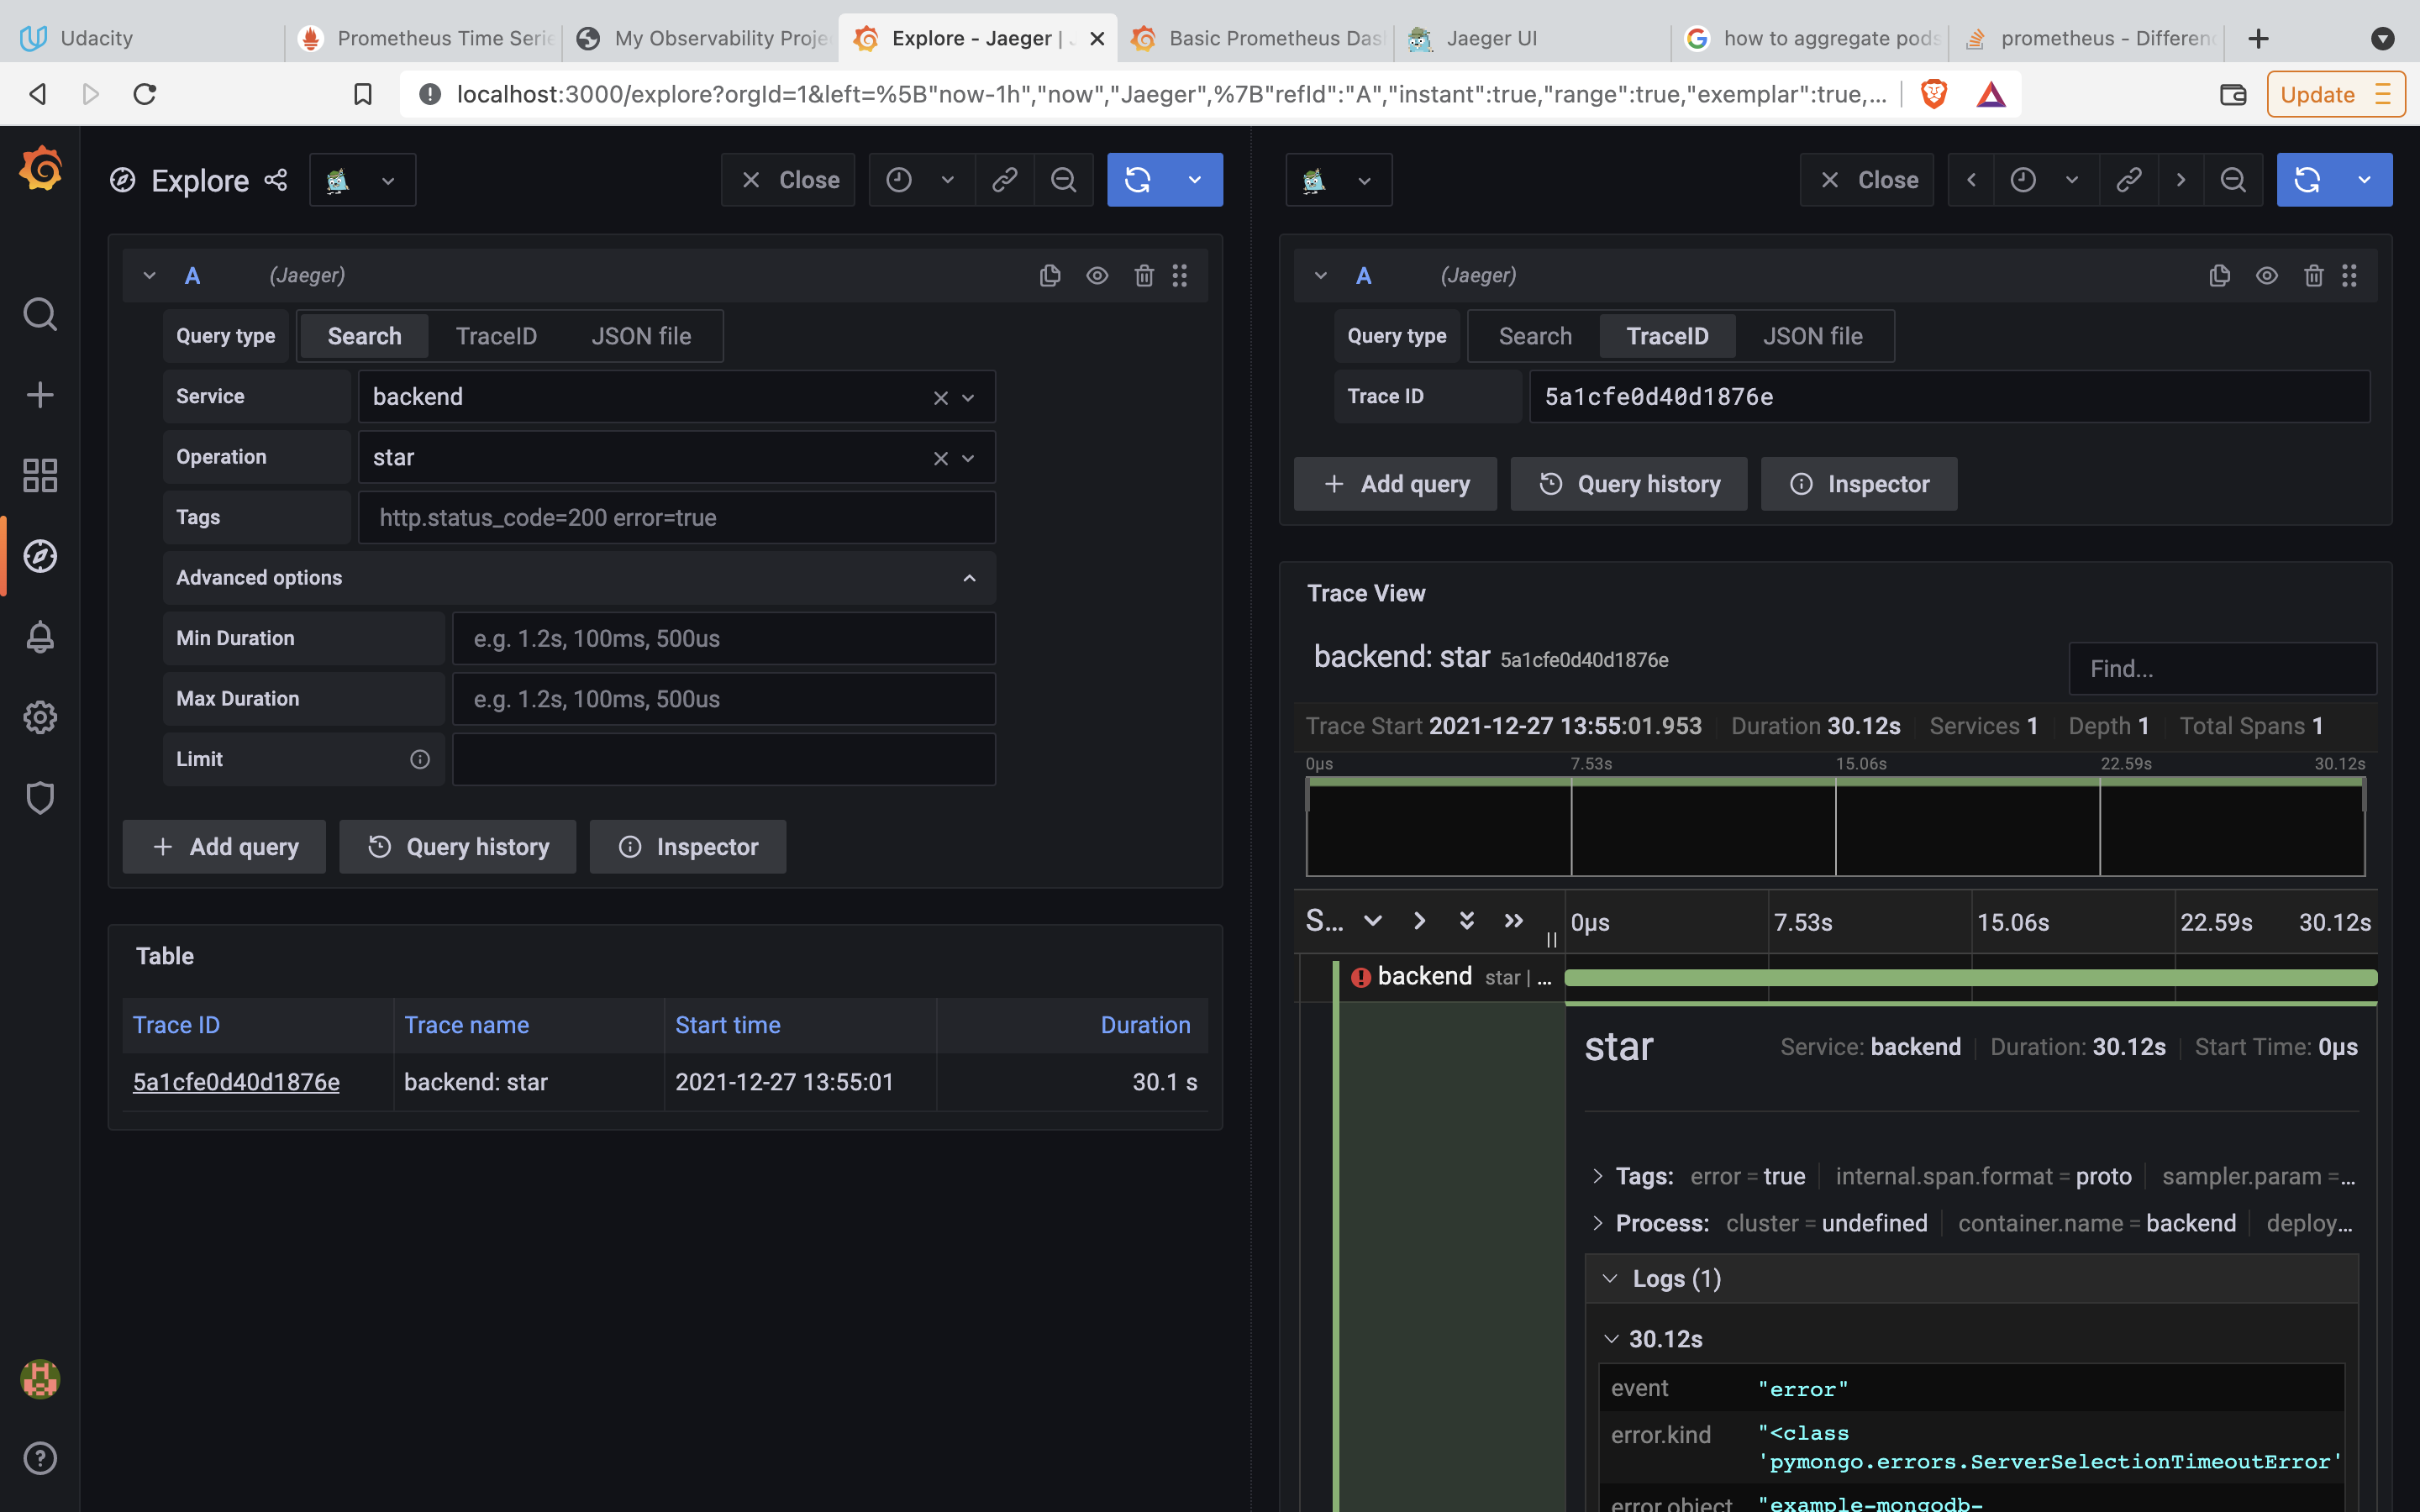 Udacity
Prometheus Time Serie
My Observability Proje
Explore - Jaeger | J
Basic Prometheus Das
Jaeger UI
how to aggregate pods
prometheus - Differenc
localhost:3000/explore?orgId=1&left=%5B"now-1h","now","Jaeger",%7B"refId":"A","instant":true,"range":true,"exemplar":true,...
Update
Explore
Close
A (Jaeger)
Query type Search TraceID JSON file
Service backend
Operation star
Tags http.status_code=200 error=true
Advanced options
Min Duration e.g. 1.2s, 100ms, 500us
Max Duration e.g. 1.2s, 100ms, 500us
Limit
Add query Query history Inspector
Table
Trace ID Trace name Start time Duration
5a1cfe0d40d1876e backend: star 2021-12-27 13:55:01 30.1 s
Close
A (Jaeger)
Query type Search TraceID JSON file
Trace ID 5a1cfe0d40d1876e
Add query Query history Inspector
Trace View
backend: star 5a1cfe0d40d1876e
Find...
Trace Start 2021-12-27 13:55:01.953 Duration 30.12s Services 1 Depth 1 Total Spans 1
0μs 7.53s 15.06s 22.59s 30.12s
S... 0μs 7.53s 15.06s 22.59s 30.12s
backend star | ...
star Service: backend Duration: 30.12s Start Time: 0μs
Tags: error = true internal.span.format = proto sampler.param =...
Process: cluster = undefined container.name = backend deploy...
Logs (1)
30.12s
event "error"
error.kind "<class
'pymongo.errors.ServerSelectionTimeoutError'
error.object "example-mongodb-